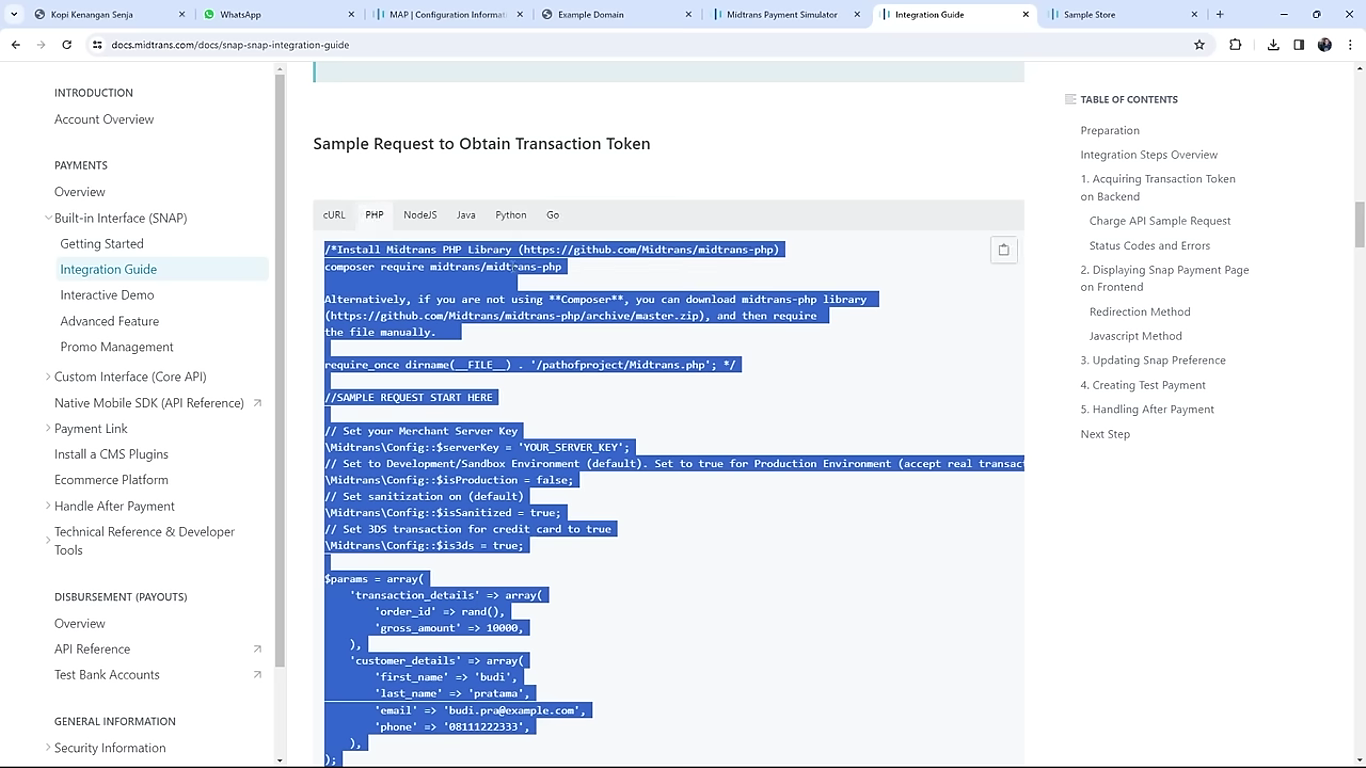 Kopi Kenangan Senja
WhatsApp
MAP | Configuration Informati
Example Domain
Midtrans Payment Simulator
Integration Guide
Sample Store
docs.midtrans.com/docs/snap-snap-integration-guide
INTRODUCTION
Account Overview
PAYMENTS
Overview
Built-in Interface (SNAP)
Getting Started
Integration Guide
Interactive Demo
Advanced Feature
Promo Management
Custom Interface (Core API)
Native Mobile SDK (API Reference)
Payment Link
Install a CMS Plugins
Ecommerce Platform
Handle After Payment
Technical Reference & Developer
Tools
DISBURSEMENT (PAYOUTS)
Overview
API Reference
Test Bank Accounts
GENERAL INFORMATION
Security Information
Sample Request to Obtain Transaction Token
cURL
PHP
NodeJS
Java
Python
Go
/*Install Midtrans PHP Library (https://github.com/Midtrans/midtrans-php)
composer require midtrans/midtrans-php
Alternatively, if you are not using **Composer**, you can download midtrans-php library
(https://github.com/Midtrans/midtrans-php/archive/master.zip), and then require
the file manually.
require_once dirname(__FILE__) . '/pathofproject/Midtrans.php'; */
//SAMPLE REQUEST START HERE
// Set your Merchant Server Key
\Midtrans\Config::$serverKey = 'YOUR_SERVER_KEY';
// Set to Development/Sandbox Environment (default). Set to true for Production Environment (accept real transact
\Midtrans\Config::$isProduction = false;
// Set sanitization on (default)
\Midtrans\Config::$isSanitized = true;
// Set 3DS transaction for credit card to true
\Midtrans\Config::$is3ds = true;
$params = array(
'transaction_details' => array(
'order_id' => rand(),
'gross_amount' => 10000,
),
'customer_details' => array(
'first_name' => 'budi',
'last_name' => 'pratama',
'email' => 'budi.pra@example.com',
'phone' => '08111222333',
),
);
TABLE OF CONTENTS
Preparation
Integration Steps Overview
1. Acquiring Transaction Token
on Backend
Charge API Sample Request
Status Codes and Errors
2. Displaying Snap Payment Page
on Frontend
Redirection Method
Javascript Method
3. Updating Snap Preference
4. Creating Test Payment
5. Handling After Payment
Next Step